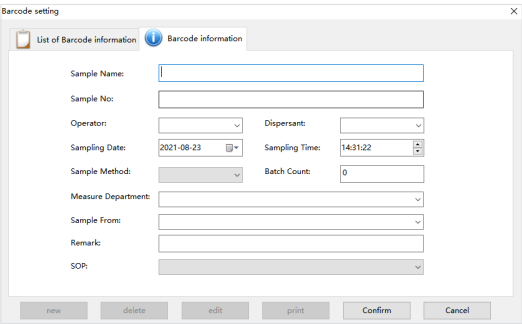 Barcode setting
List of Barcode information
Barcode information
Sample Name:
Sample No:
Operator:
Dispersant:
Sampling Date:
2021-08-23
Sampling Time:
14:31:22
Sample Method:
Batch Count:
0
Measure Department:
Sample From:
Remark:
SOP:
new
delete
edit
print
Confirm
Cancel